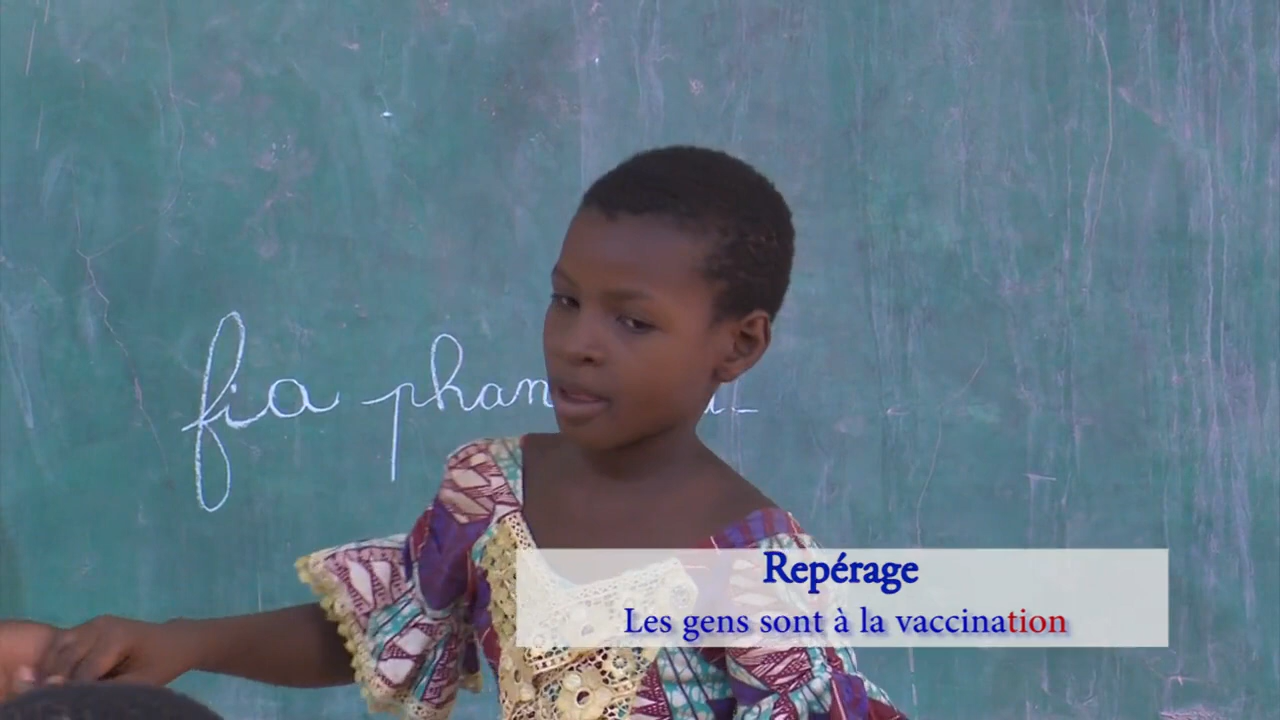 fia phan
Repérage
Les gens sont à la vaccination